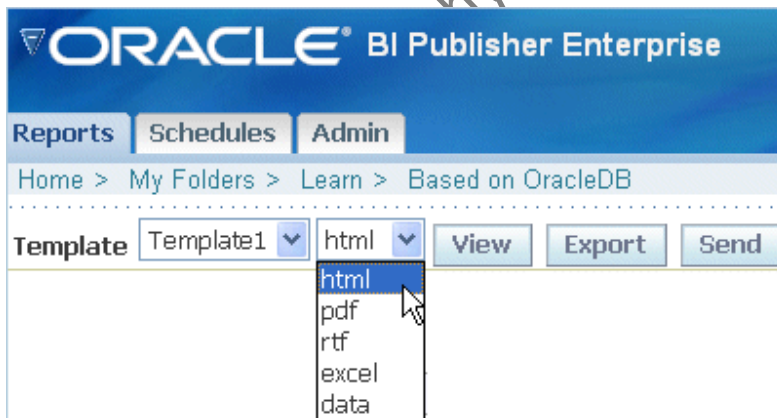 ORACLE BI Publisher Enterprise
Reports Schedules Admin
Home > My Folders > Learn > Based on OracleDB
Template Template1 html View Export Send
html
pdf
rtf
excel
data